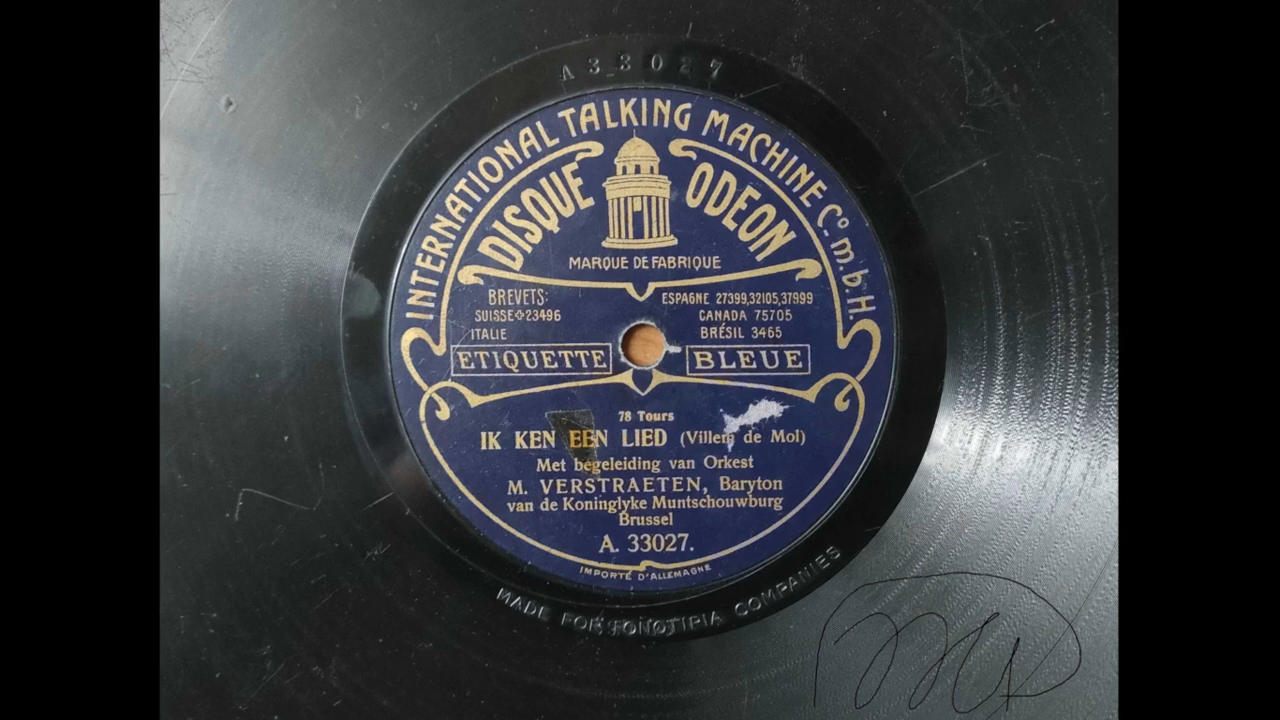 A 33027
INTERNATIONAL TALKING MACHINE Cº. m.b.H.
DISQUE ODEON
MARQUE DE FABRIQUE
BREVETS:
SUISSE✠23496
ITALIE
ESPAGNE 27399,32105,37999
CANADA 75705
BRÉSIL 3465
ETIQUETTE BLEUE
78 Tours
IK KEN EEN LIED (Villem de Mol)
Met begeleiding van Orkest
M. VERSTRAETEN, Baryton
van de Koninglyke Muntschouwburg
Brussel
A. 33027.
IMPORTÉ D'ALLEMAGNE
MADE FOR FONOTIPIA COMPANIES